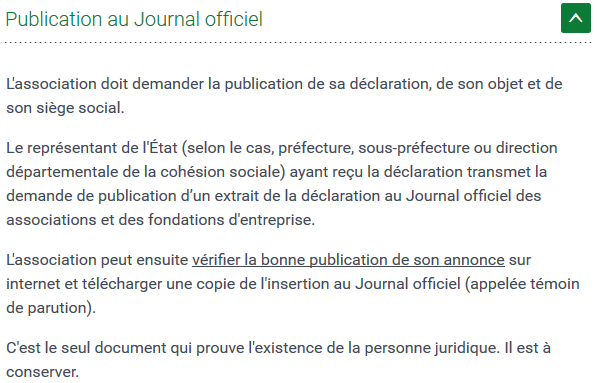 Publication au Journal officiel
L'association doit demander la publication de sa déclaration, de son objet et de
son siège social.
Le représentant de l'État (selon le cas, préfecture, sous-préfecture ou direction
départementale de la cohésion sociale) ayant reçu la déclaration transmet la
demande de publication d’un extrait de la déclaration au Journal officiel des
associations et des fondations d'entreprise.
L'association peut ensuite vérifier la bonne publication de son annonce sur
internet et télécharger une copie de l'insertion au Journal officiel (appelée témoin
de parution).
C'est le seul document qui prouve l'existence de la personne juridique. Il est à
conserver.